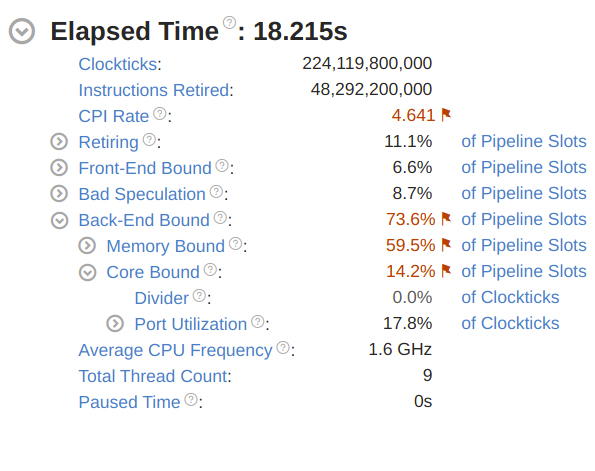 Elapsed Time ?: 18.215s
Clockticks: 224,119,800,000
Instructions Retired: 48,292,200,000
CPI Rate ?: 4.641
Retiring ?: 11.1% of Pipeline Slots
Front-End Bound ?: 6.6% of Pipeline Slots
Bad Speculation ?: 8.7% of Pipeline Slots
Back-End Bound ?: 73.6% of Pipeline Slots
Memory Bound ?: 59.5% of Pipeline Slots
Core Bound ?: 14.2% of Pipeline Slots
Divider ?: 0.0% of Clockticks
Port Utilization ?: 17.8% of Clockticks
Average CPU Frequency ?: 1.6 GHz
Total Thread Count: 9
Paused Time ?: 0s